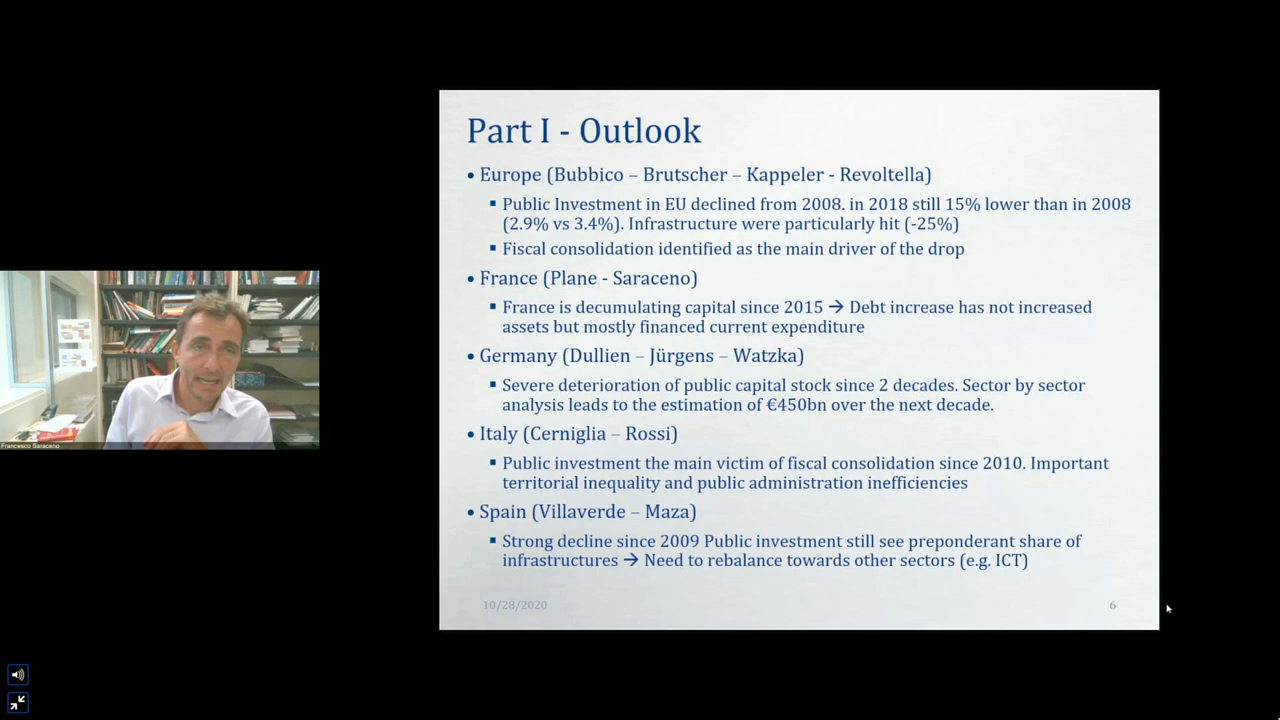 Part I - Outlook
• Europe (Bubbico – Brutscher – Kappeler - Revoltella)
▪ Public Investment in EU declined from 2008. in 2018 still 15% lower than in 2008
(2.9% vs 3.4%). Infrastructure were particularly hit (-25%)
▪ Fiscal consolidation identified as the main driver of the drop
• France (Plane - Saraceno)
▪ France is decumulating capital since 2015 → Debt increase has not increased
assets but mostly financed current expenditure
• Germany (Dullien – Jürgens – Watzka)
▪ Severe deterioration of public capital stock since 2 decades. Sector by sector
analysis leads to the estimation of €450bn over the next decade.
• Italy (Cerniglia – Rossi)
▪ Public investment the main victim of fiscal consolidation since 2010. Important
territorial inequality and public administration inefficiencies
• Spain (Villaverde – Maza)
▪ Strong decline since 2009 Public investment still see preponderant share of
infrastructures → Need to rebalance towards other sectors (e.g. ICT)
10/28/2020
6
Francesco Saraceno